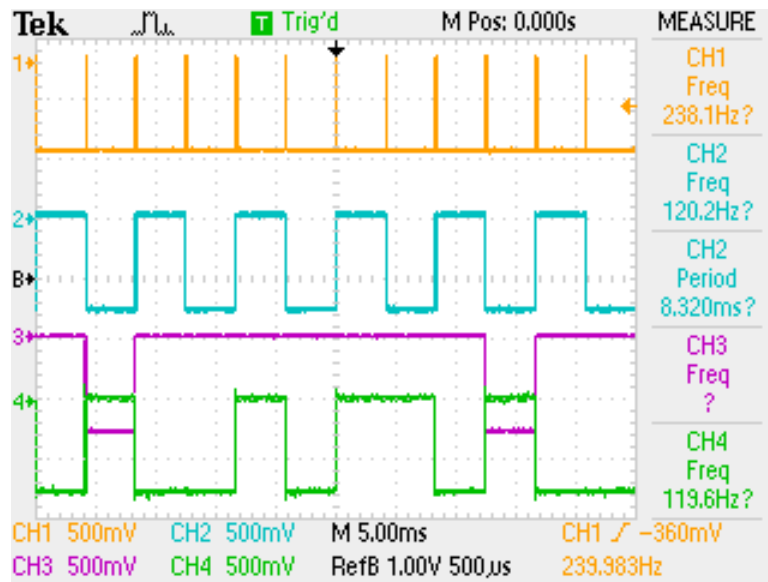 Tek T Trig'd M Pos: 0.000s MEASURE
1
CH1
Freq
238.1Hz?
CH2
Freq
120.2Hz?
2
CH2
Period
8.320ms?
B
3
CH3
Freq
?
4
CH4
Freq
119.6Hz?
CH1 500mV CH2 500mV M 5.00ms CH1 -360mV
CH3 500mV CH4 500mV RefB 1.00V 500µs 239.983Hz